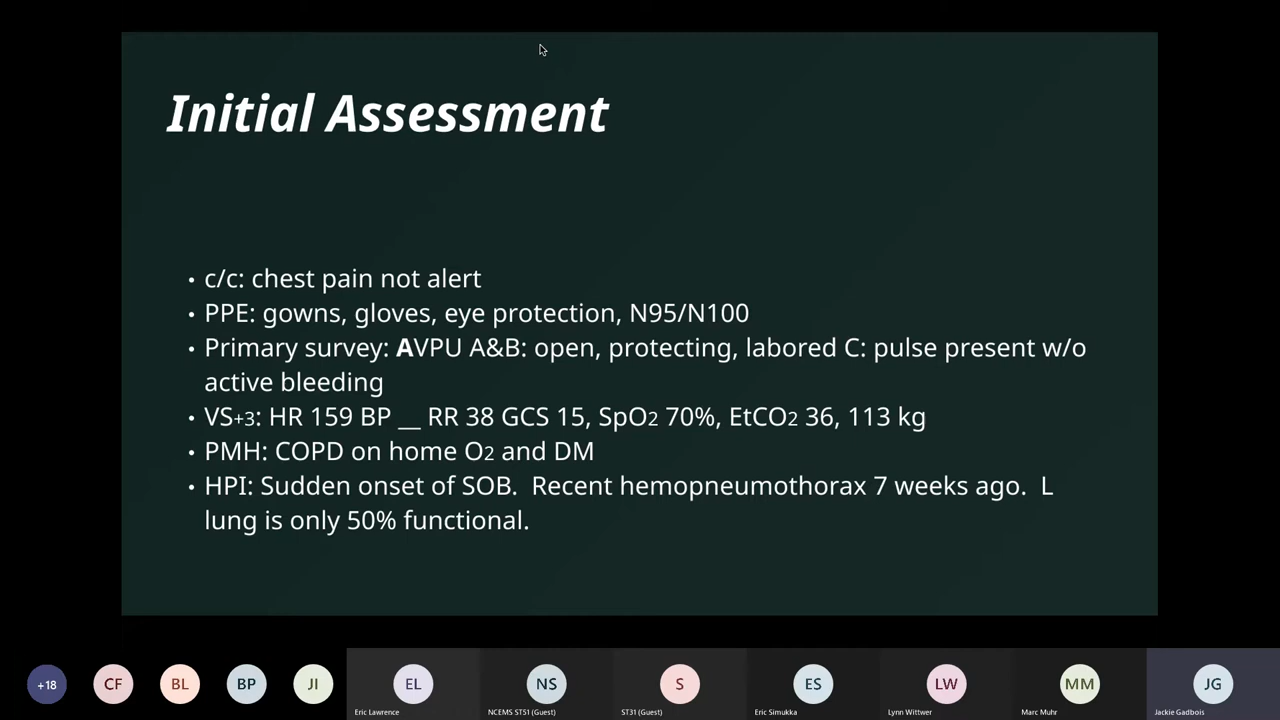 Initial Assessment
• c/c: chest pain not alert
• PPE: gowns, gloves, eye protection, N95/N100
• Primary survey: AVPU A&B: open, protecting, labored C: pulse present w/o
active bleeding
• VS+3: HR 159 BP __ RR 38 GCS 15, SpO2 70%, EtCO2 36, 113 kg
• PMH: COPD on home O2 and DM
• HPI: Sudden onset of SOB.  Recent hemopneumothorax 7 weeks ago.  L
lung is only 50% functional.
+18 CF BL BP JI EL NS S ES LW MM JG
Eric Lawrence NCEMS ST51 (Guest) ST31 (Guest) Eric Simukka Lynn Wittwer Marc Muhr Jackie Gadbois